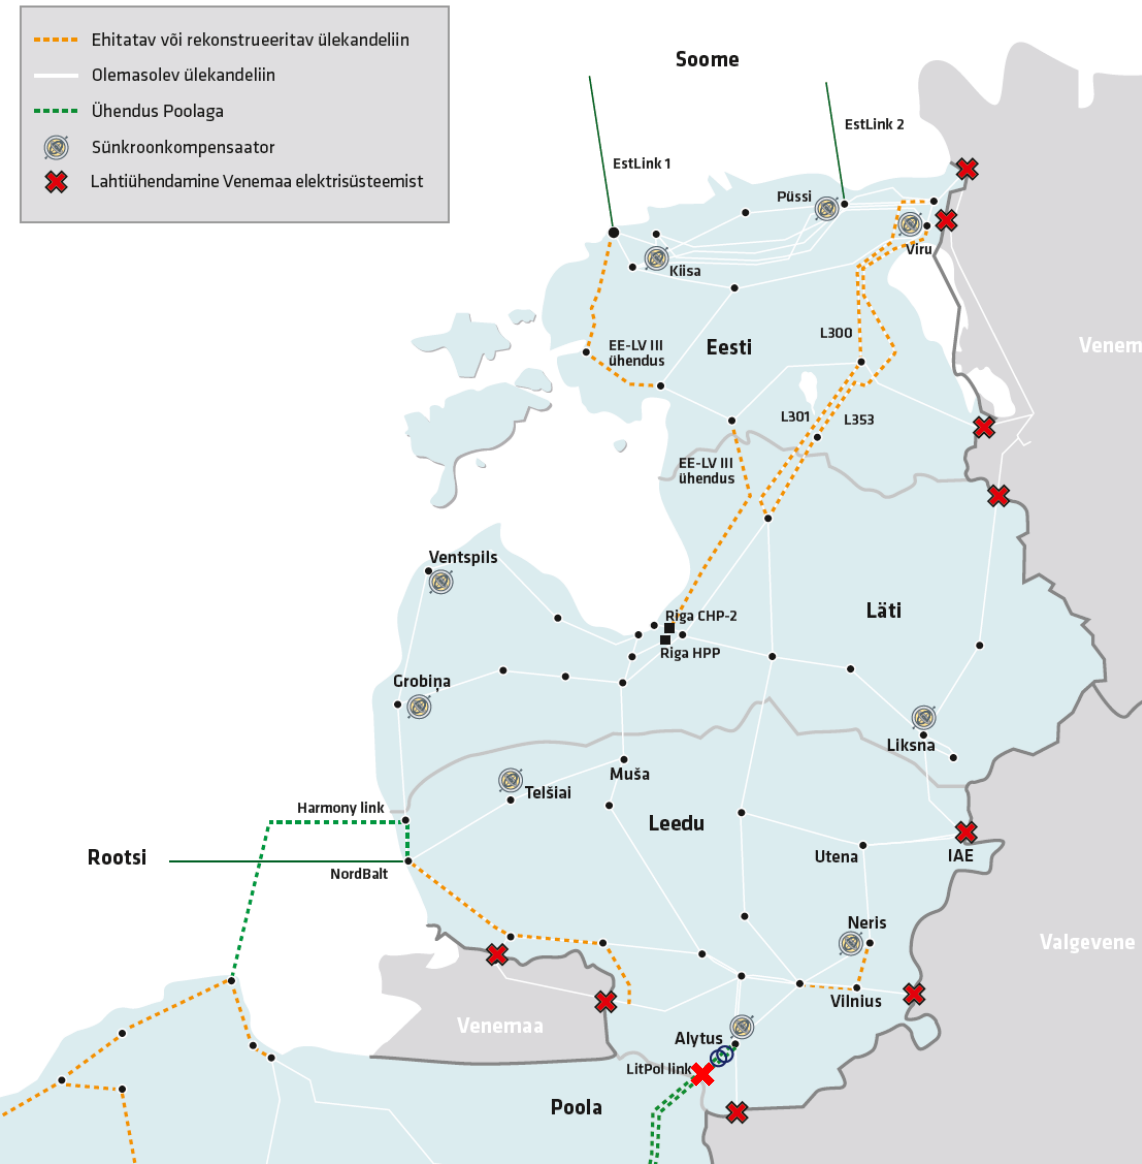 Ehitatav või rekonstrueeritav ülekandeliin
Olemasolev ülekandeliin
Ühendus Poolaga
Sünkroonkompensaator
Lahtiühendamine Venemaa elektrisüsteemist
Soome
EstLink 2
EstLink 1
Püssi
Viru
Kiisa
L300
EE-LV III
ühendus
Eesti
Venem
L301
L353
EE-LV III
ühendus
Ventspils
Läti
Riga CHP-2
Riga HPP
Grobiņa
Liksna
Muša
Telšiai
Harmony link
Leedu
Rootsi
Utena
IAE
NordBalt
Neris
Valgevene
Vilnius
Venemaa
Alytus
LitPol link
Poola